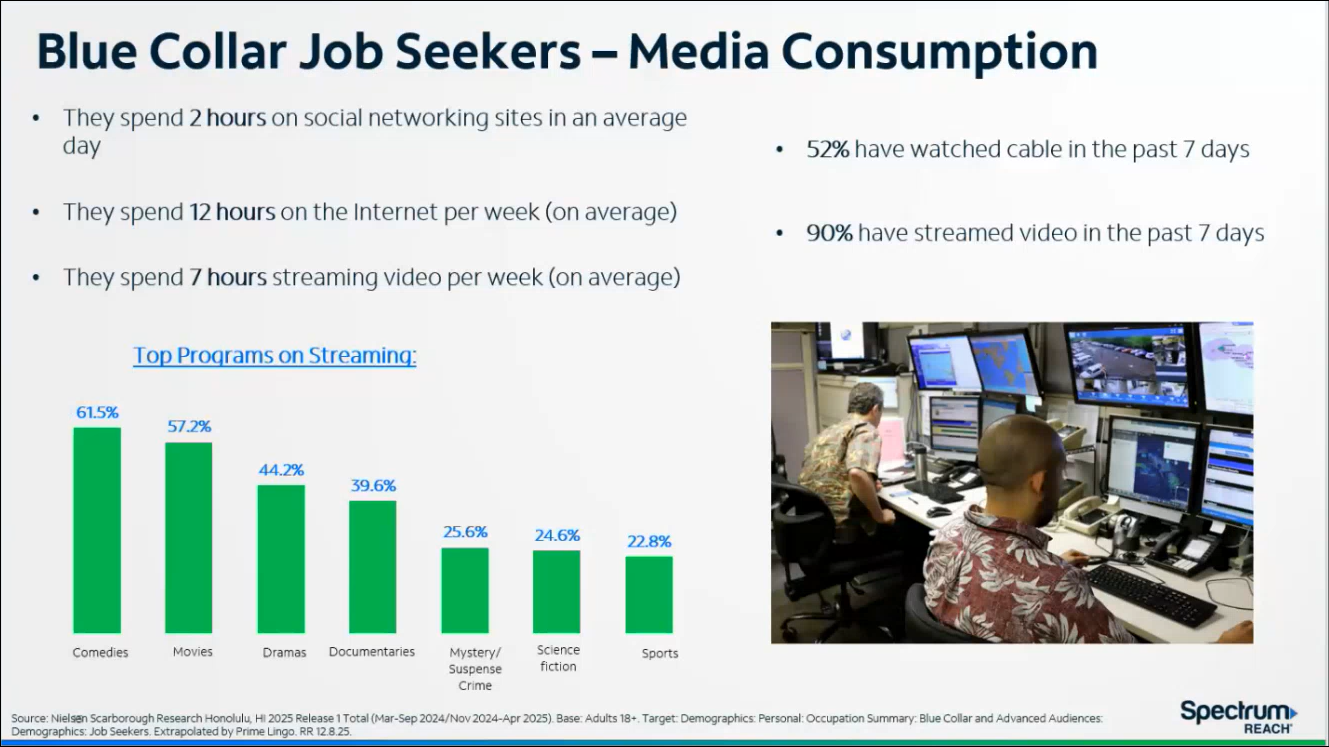 Blue Collar Job Seekers – Media Consumption
• They spend 2 hours on social networking sites in an average
day
• They spend 12 hours on the Internet per week (on average)
• They spend 7 hours streaming video per week (on average)
• 52% have watched cable in the past 7 days
• 90% have streamed video in the past 7 days
Top Programs on Streaming:
61.5%
57.2%
44.2%
39.6%
25.6%
24.6%
22.8%
Comedies
Movies
Dramas
Documentaries
Mystery/
Suspense
Crime
Science
fiction
Sports
Source: Nielsen Scarborough Research Honolulu, HI 2025 Release 1 Total (Mar-Sep 2024/Nov 2024-Apr 2025). Base: Adults 18+. Target: Demographics: Personal: Occupation Summary: Blue Collar and Advanced Audiences:
Demographics: Job Seekers. Extrapolated by Prime Lingo. RR 12.8.25.
Spectrum
REACH